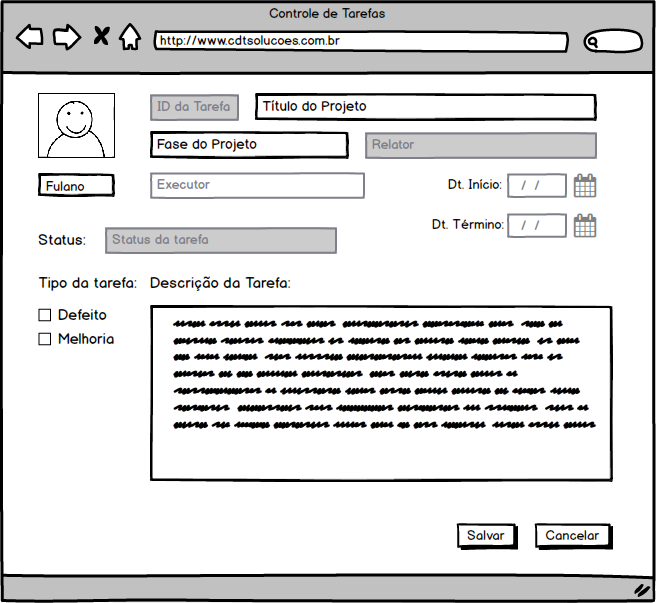 Controle de Tarefas
http://www.cdtsolucoes.com.br
ID da Tarefa
Título do Projeto
Fase do Projeto
Relator
Fulano
Executor
Dt. Início: / /
Dt. Término: / /
Status: Status da tarefa
Tipo da tarefa: Descrição da Tarefa:
Defeito
Melhoria
Salvar Cancelar